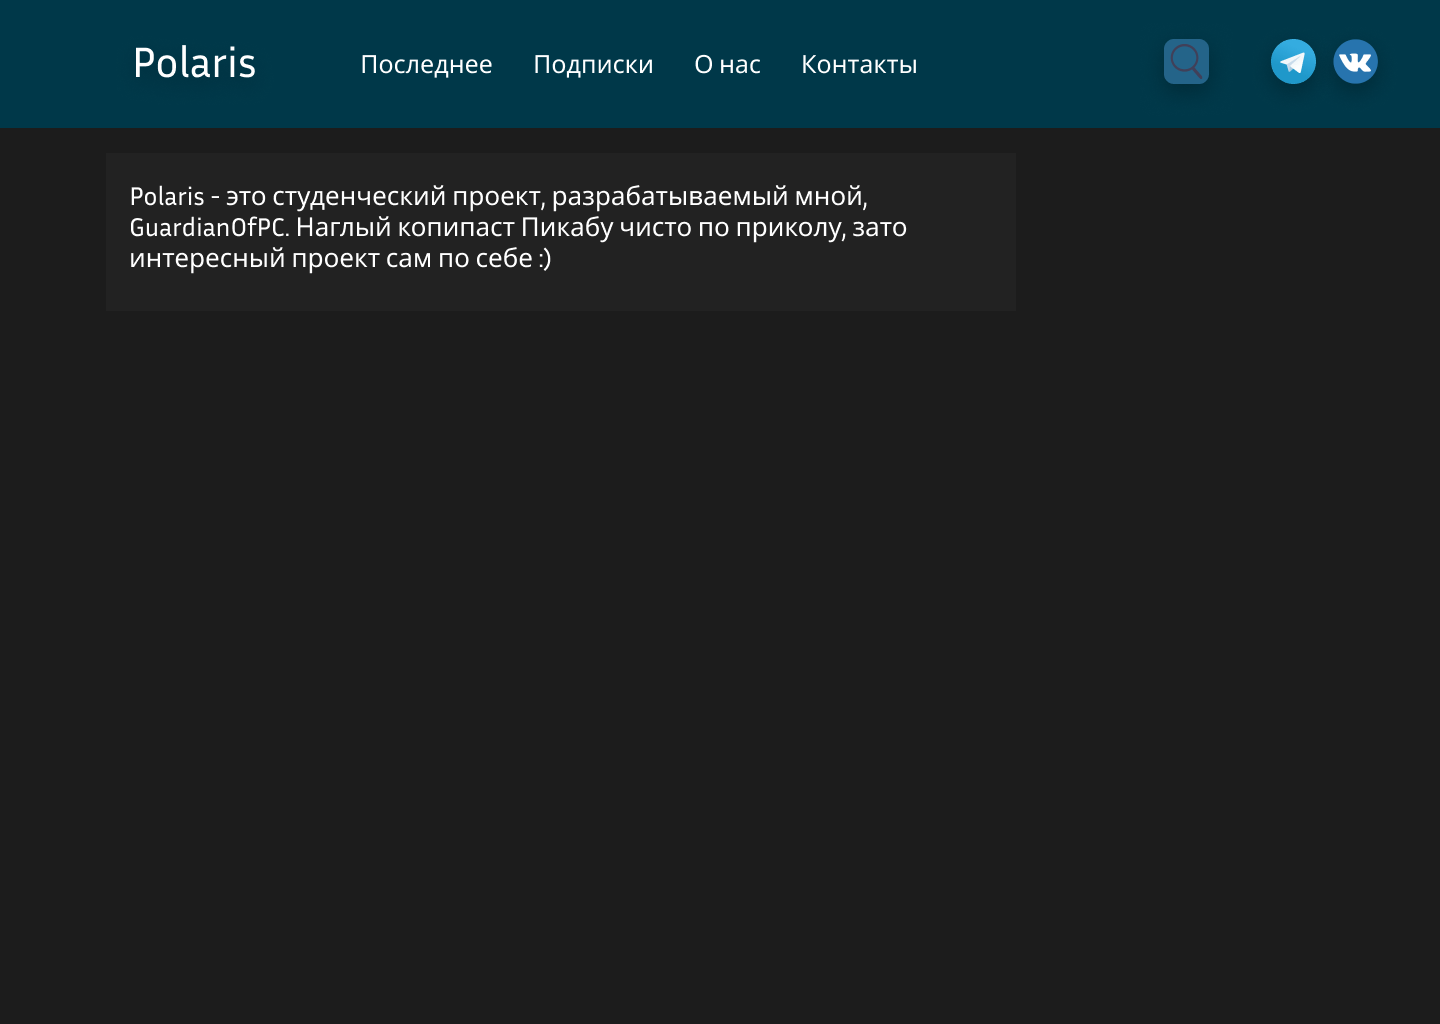 Polaris
Последнее Подписки О нас Контакты
Polaris - это студенческий проект, разрабатываемый мной,
GuardianOfPC. Наглый копипаст Пикабу чисто по приколу, зато
интересный проект сам по себе :)